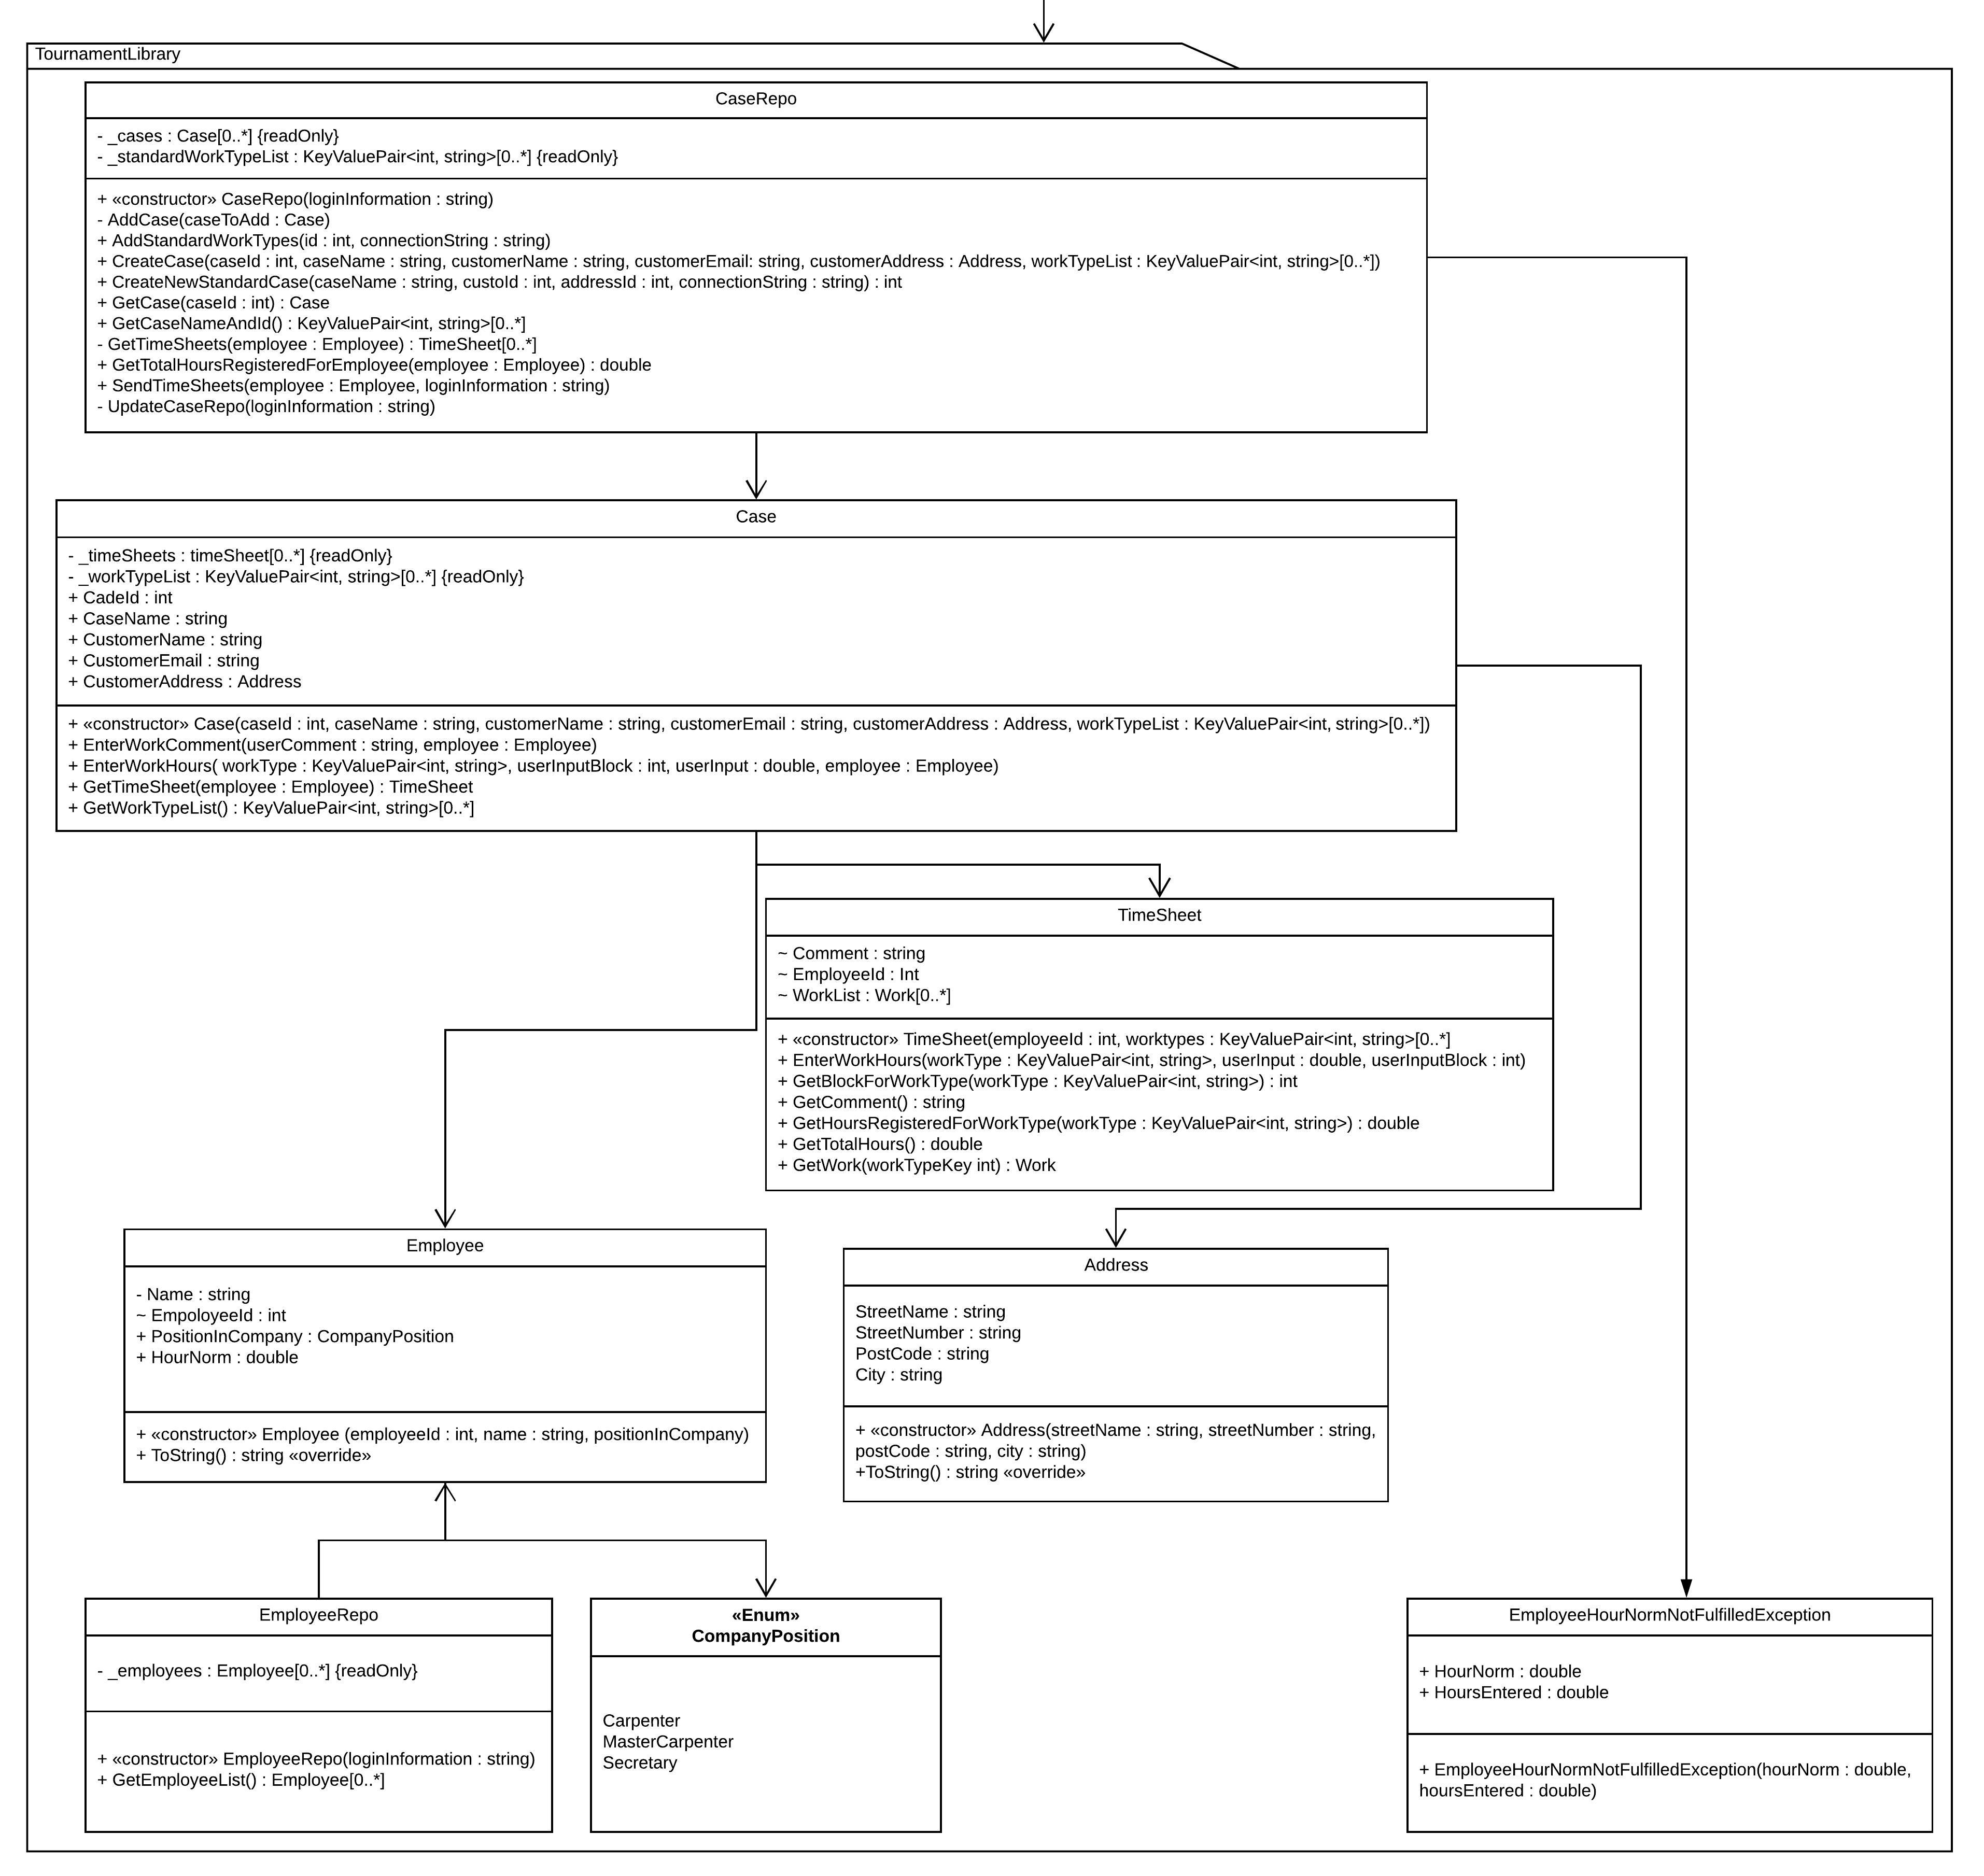 TournamentLibrary
CaseRepo
- _cases : Case[0..*] {readOnly}
- _standardWorkTypeList : KeyValuePair<int, string>[0..*] {readOnly}
+ «constructor» CaseRepo(loginInformation : string)
- AddCase(caseToAdd : Case)
+ AddStandardWorkTypes(id : int, connectionString : string)
+ CreateCase(caseId : int, caseName : string, customerName : string, customerEmail: string, customerAddress : Address, workTypeList : KeyValuePair<int, string>[0..*])
+ CreateNewStandardCase(caseName : string, custoId : int, addressId : int, connectionString : string) : int
+ GetCase(caseId : int) : Case
+ GetCaseNameAndId() : KeyValuePair<int, string>[0..*]
- GetTimeSheets(employee : Employee) : TimeSheet[0..*]
+ GetTotalHoursRegisteredForEmployee(employee : Employee) : double
+ SendTimeSheets(employee : Employee, loginInformation : string)
- UpdateCaseRepo(loginInformation : string)
Case
- _timeSheets : timeSheet[0..*] {readOnly}
- _workTypeList : KeyValuePair<int, string>[0..*] {readOnly}
+ CadeId : int
+ CaseName : string
+ CustomerName : string
+ CustomerEmail : string
+ CustomerAddress : Address
+ «constructor» Case(caseId : int, caseName : string, customerName : string, customerEmail : string, customerAddress : Address, workTypeList : KeyValuePair<int, string>[0..*])
+ EnterWorkComment(userComment : string, employee : Employee)
+ EnterWorkHours( workType : KeyValuePair<int, string>, userInputBlock : int, userInput : double, employee : Employee)
+ GetTimeSheet(employee : Employee) : TimeSheet
+ GetWorkTypeList() : KeyValuePair<int, string>[0..*]
TimeSheet
~ Comment : string
~ EmployeeId : Int
~ WorkList : Work[0..*]
+ «constructor» TimeSheet(employeeId : int, worktypes : KeyValuePair<int, string>[0..*]
+ EnterWorkHours(workType : KeyValuePair<int, string>, userInput : double, userInputBlock : int)
+ GetBlockForWorkType(workType : KeyValuePair<int, string>) : int
+ GetComment() : string
+ GetHoursRegisteredForWorkType(workType : KeyValuePair<int, string>) : double
+ GetTotalHours() : double
+ GetWork(workTypeKey int) : Work
Employee
- Name : string
~ EmpoloyeeId : int
+ PositionInCompany : CompanyPosition
+ HourNorm : double
+ «constructor» Employee (employeeId : int, name : string, positionInCompany)
+ ToString() : string «override»
Address
StreetName : string
StreetNumber : string
PostCode : string
City : string
+ «constructor» Address(streetName : string, streetNumber : string,
postCode : string, city : string)
+ToString() : string «override»
EmployeeRepo
- _employees : Employee[0..*] {readOnly}
+ «constructor» EmployeeRepo(loginInformation : string)
+ GetEmployeeList() : Employee[0..*]
«Enum»
CompanyPosition
Carpenter
MasterCarpenter
Secretary
EmployeeHourNormNotFulfilledException
+ HourNorm : double
+ HoursEntered : double
+ EmployeeHourNormNotFulfilledException(hourNorm : double,
hoursEntered : double)